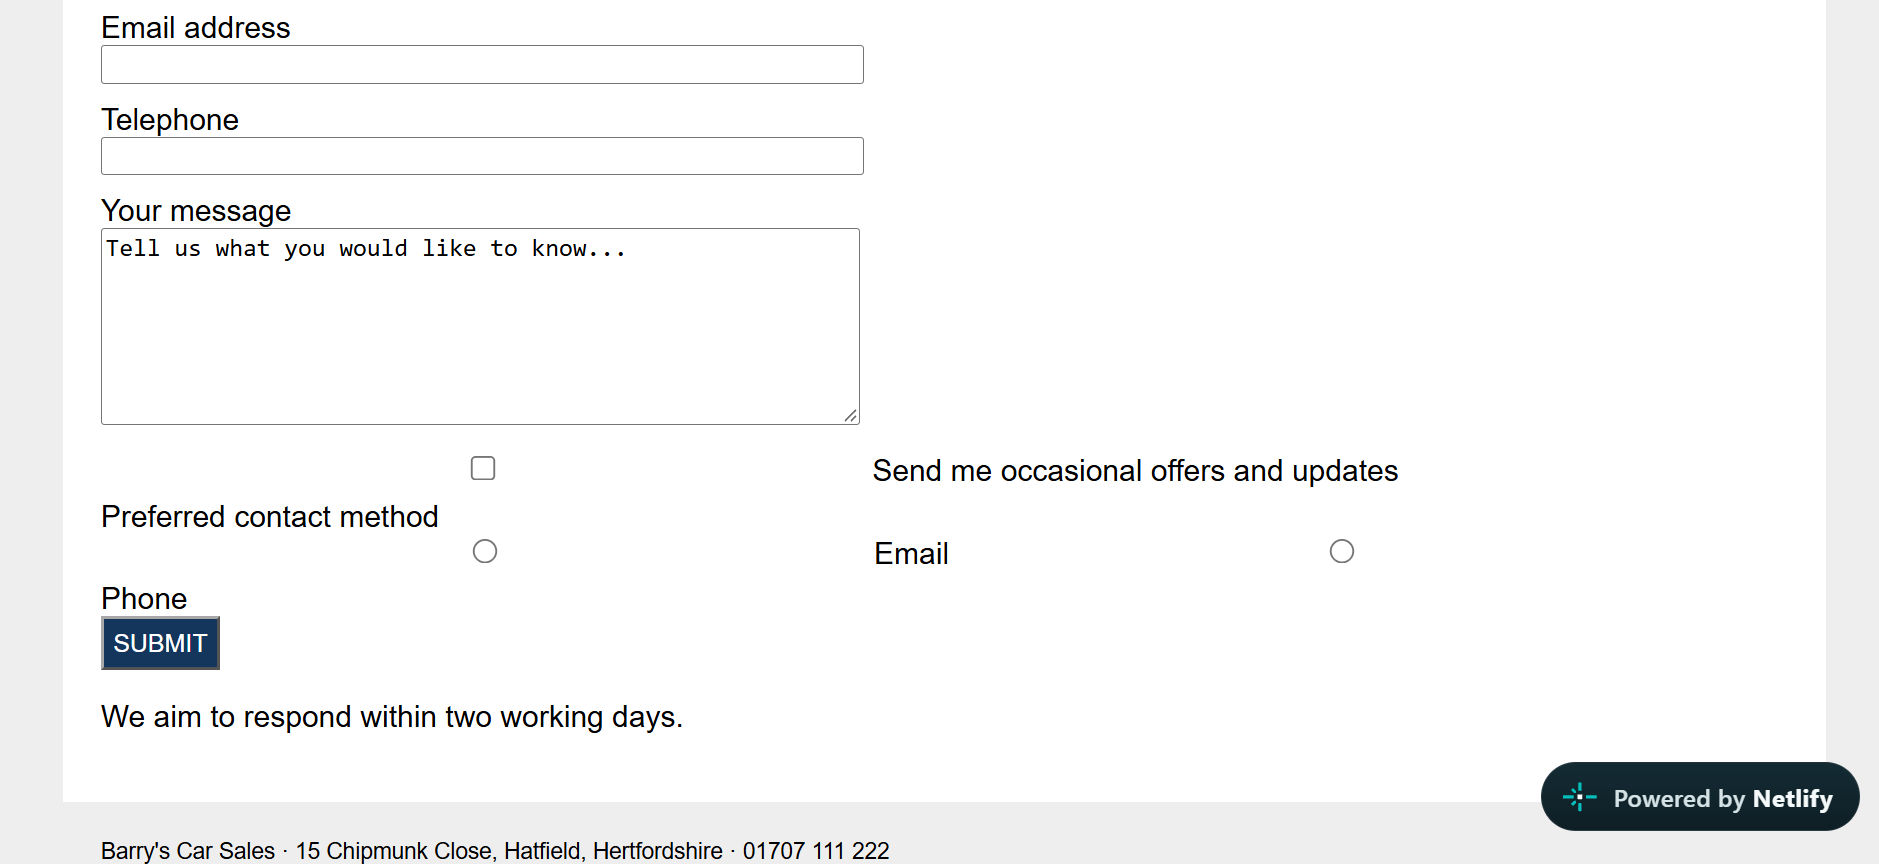 Email address
Telephone
Your message
Tell us what you would like to know...
Send me occasional offers and updates
Preferred contact method
Email
Phone
SUBMIT
We aim to respond within two working days.
Powered by Netlify
Barry's Car Sales · 15 Chipmunk Close, Hatfield, Hertfordshire · 01707 111 222